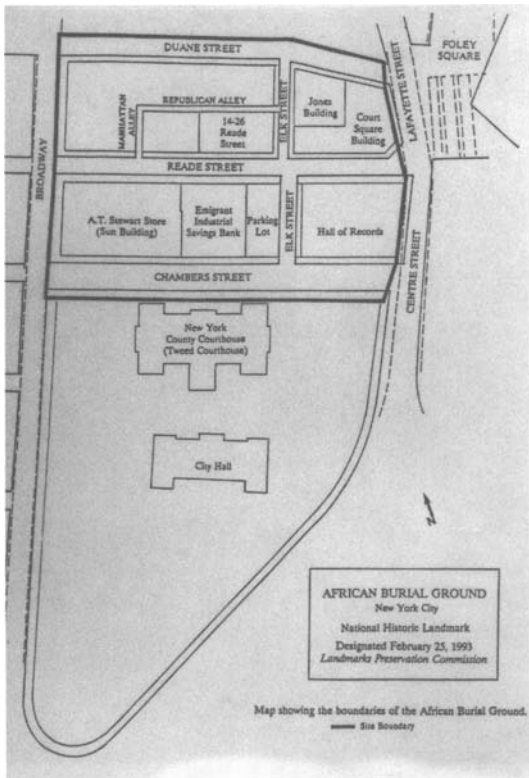 DUANE STREET
LAFAYETTE STREET
FOLEY
SQUARE
REPUBLICAN ALLEY
MANHATTAN
ALLEY
14-26
Reade
Street
ELK STREET
Jones
Building
Court
Square
Building
BROADWAY
READE STREET
A.T. Stewart Store
(Sun Building)
Emigrant
Industrial
Savings Bank
Parking
Lot
ELK STREET
Hall of Records
CENTRE STREET
CHAMBERS STREET
New York
County Courthouse
(Tweed Courthouse)
City Hall
N
AFRICAN BURIAL GROUND
New York City
National Historic Landmark
Designated February 25, 1993
Landmarks Preservation Commission
Map showing the boundaries of the African Burial Ground.
Site Boundary